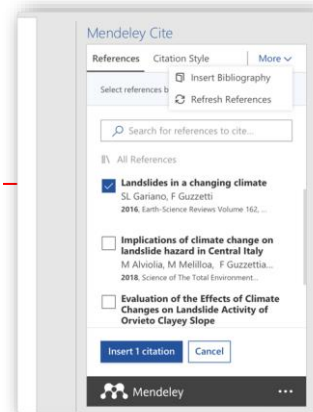 Mendeley Cite
References Citation Style More
Insert Bibliography
Select references b
Refresh References
Search for references to cite...
All References
Landslides in a changing climate
SL Gariano, F Guzzetti
2016, Earth-Science Reviews Volume 162, ...
Implications of climate change on
landslide hazard in Central Italy
M Alviolia, M Melilloa, F Guzzettia...
2018, Science of The Total Environment...
Evaluation of the Effects of Climate
Changes on Landslide Activity of
Orvieto Clayey Slope
Insert 1 citation Cancel
Mendeley ...